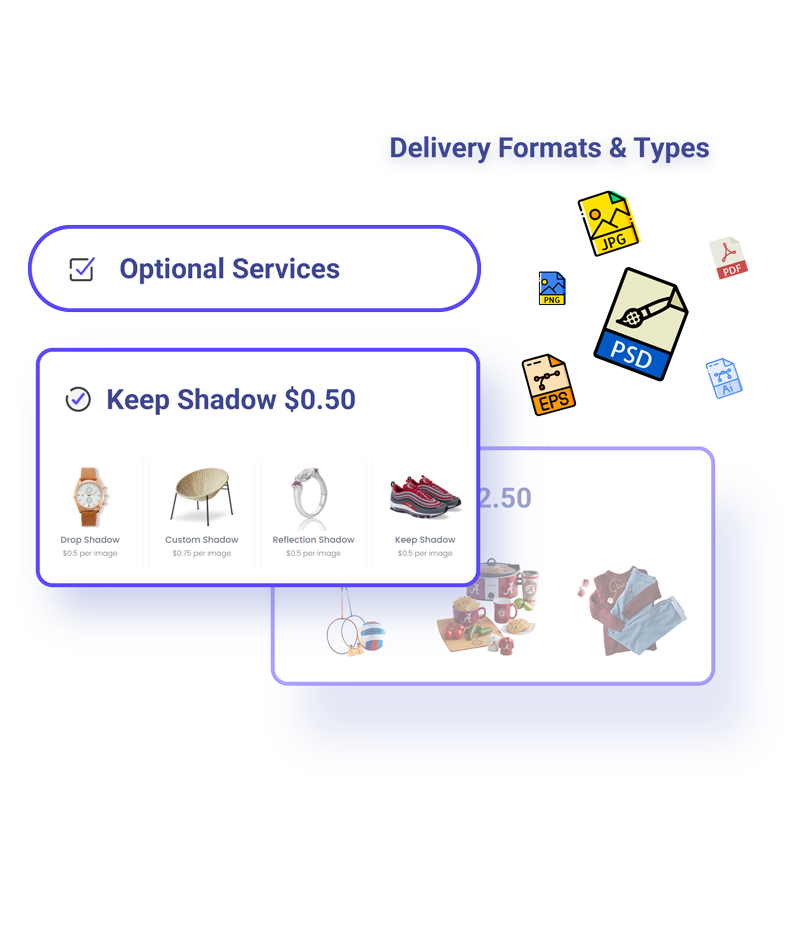 Delivery Formats & Types
JPG
PDF
PNG
PSD
EPS
Ai
Optional Services
Keep Shadow $0.50
Drop Shadow
$0.5 per image
Custom Shadow
$0.75 per image
Reflection Shadow
$0.5 per image
Keep Shadow
$0.5 per image
2.50
A
A
A